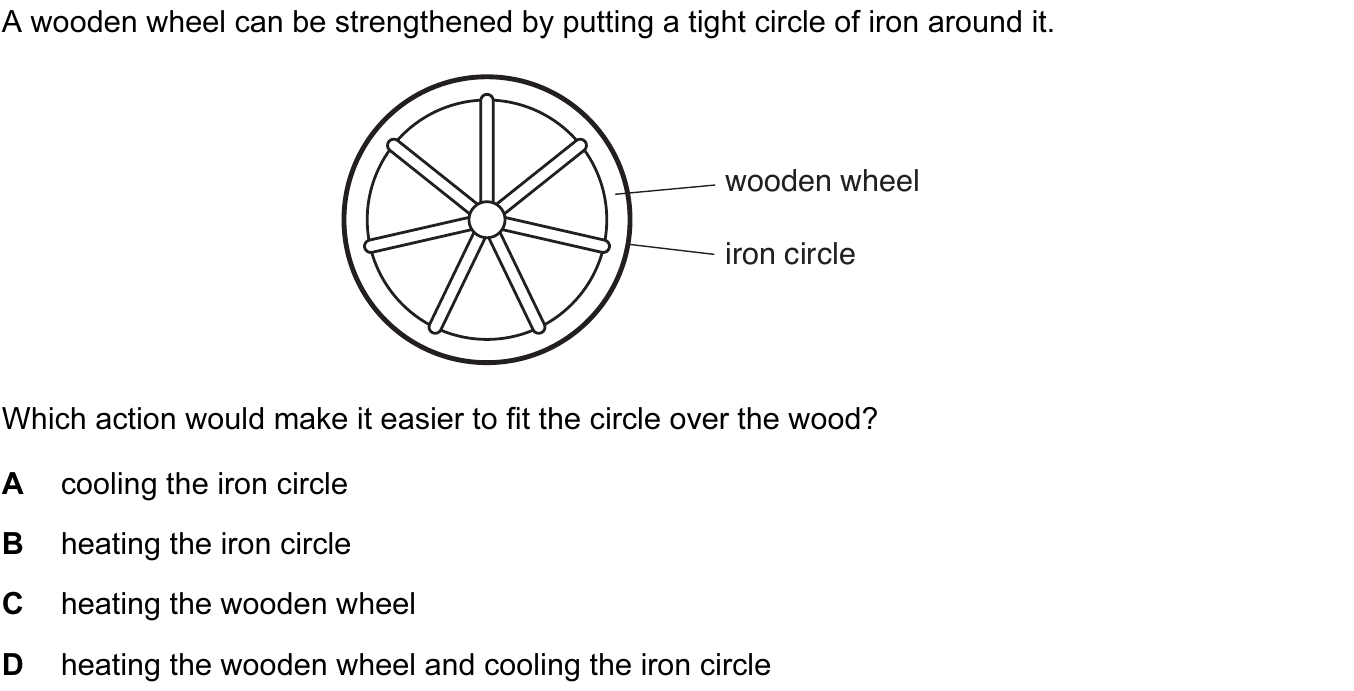 A wooden wheel can be strengthened by putting a tight circle of iron around it.
wooden wheel
iron circle
Which action would make it easier to fit the circle over the wood?
A cooling the iron circle
B heating the iron circle
C heating the wooden wheel
D heating the wooden wheel and cooling the iron circle